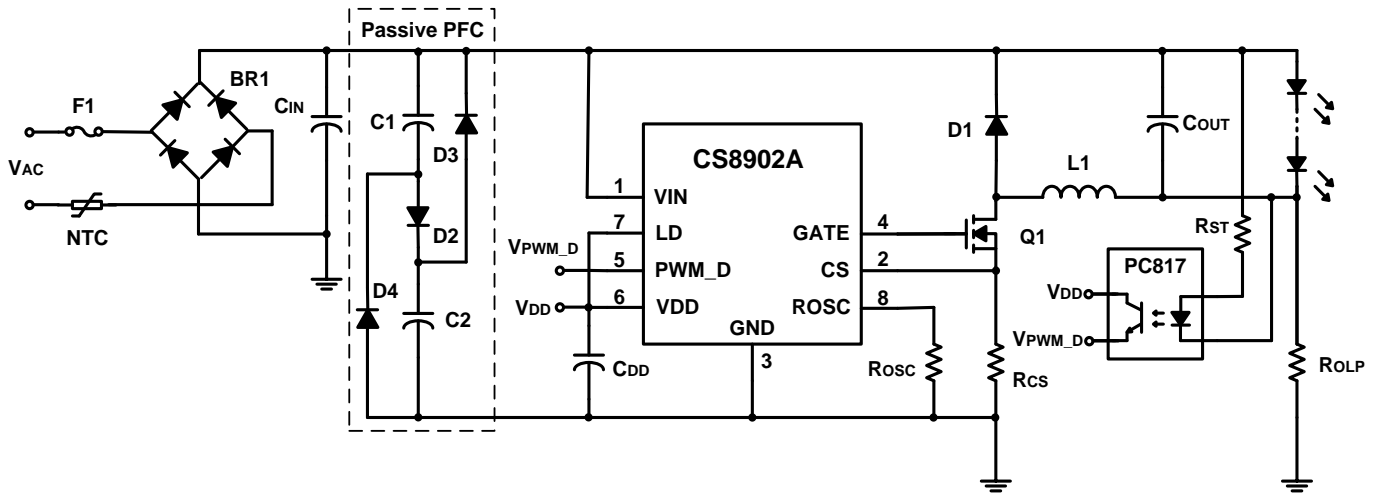 Passive PFC
BR1
F1
CIN
C1
D3
CS8902A
D1
COUT
L1
VAC
1 VIN
7 LD
D2
GATE 4
Q1
RST
NTC
VPWM_D
5 PWM_D
CS 2
PC817
D4
VDD
6 VDD
ROSC 8
VDD
C2
GND
3
VPWM_D
CDD
ROSC
RCS
ROLP